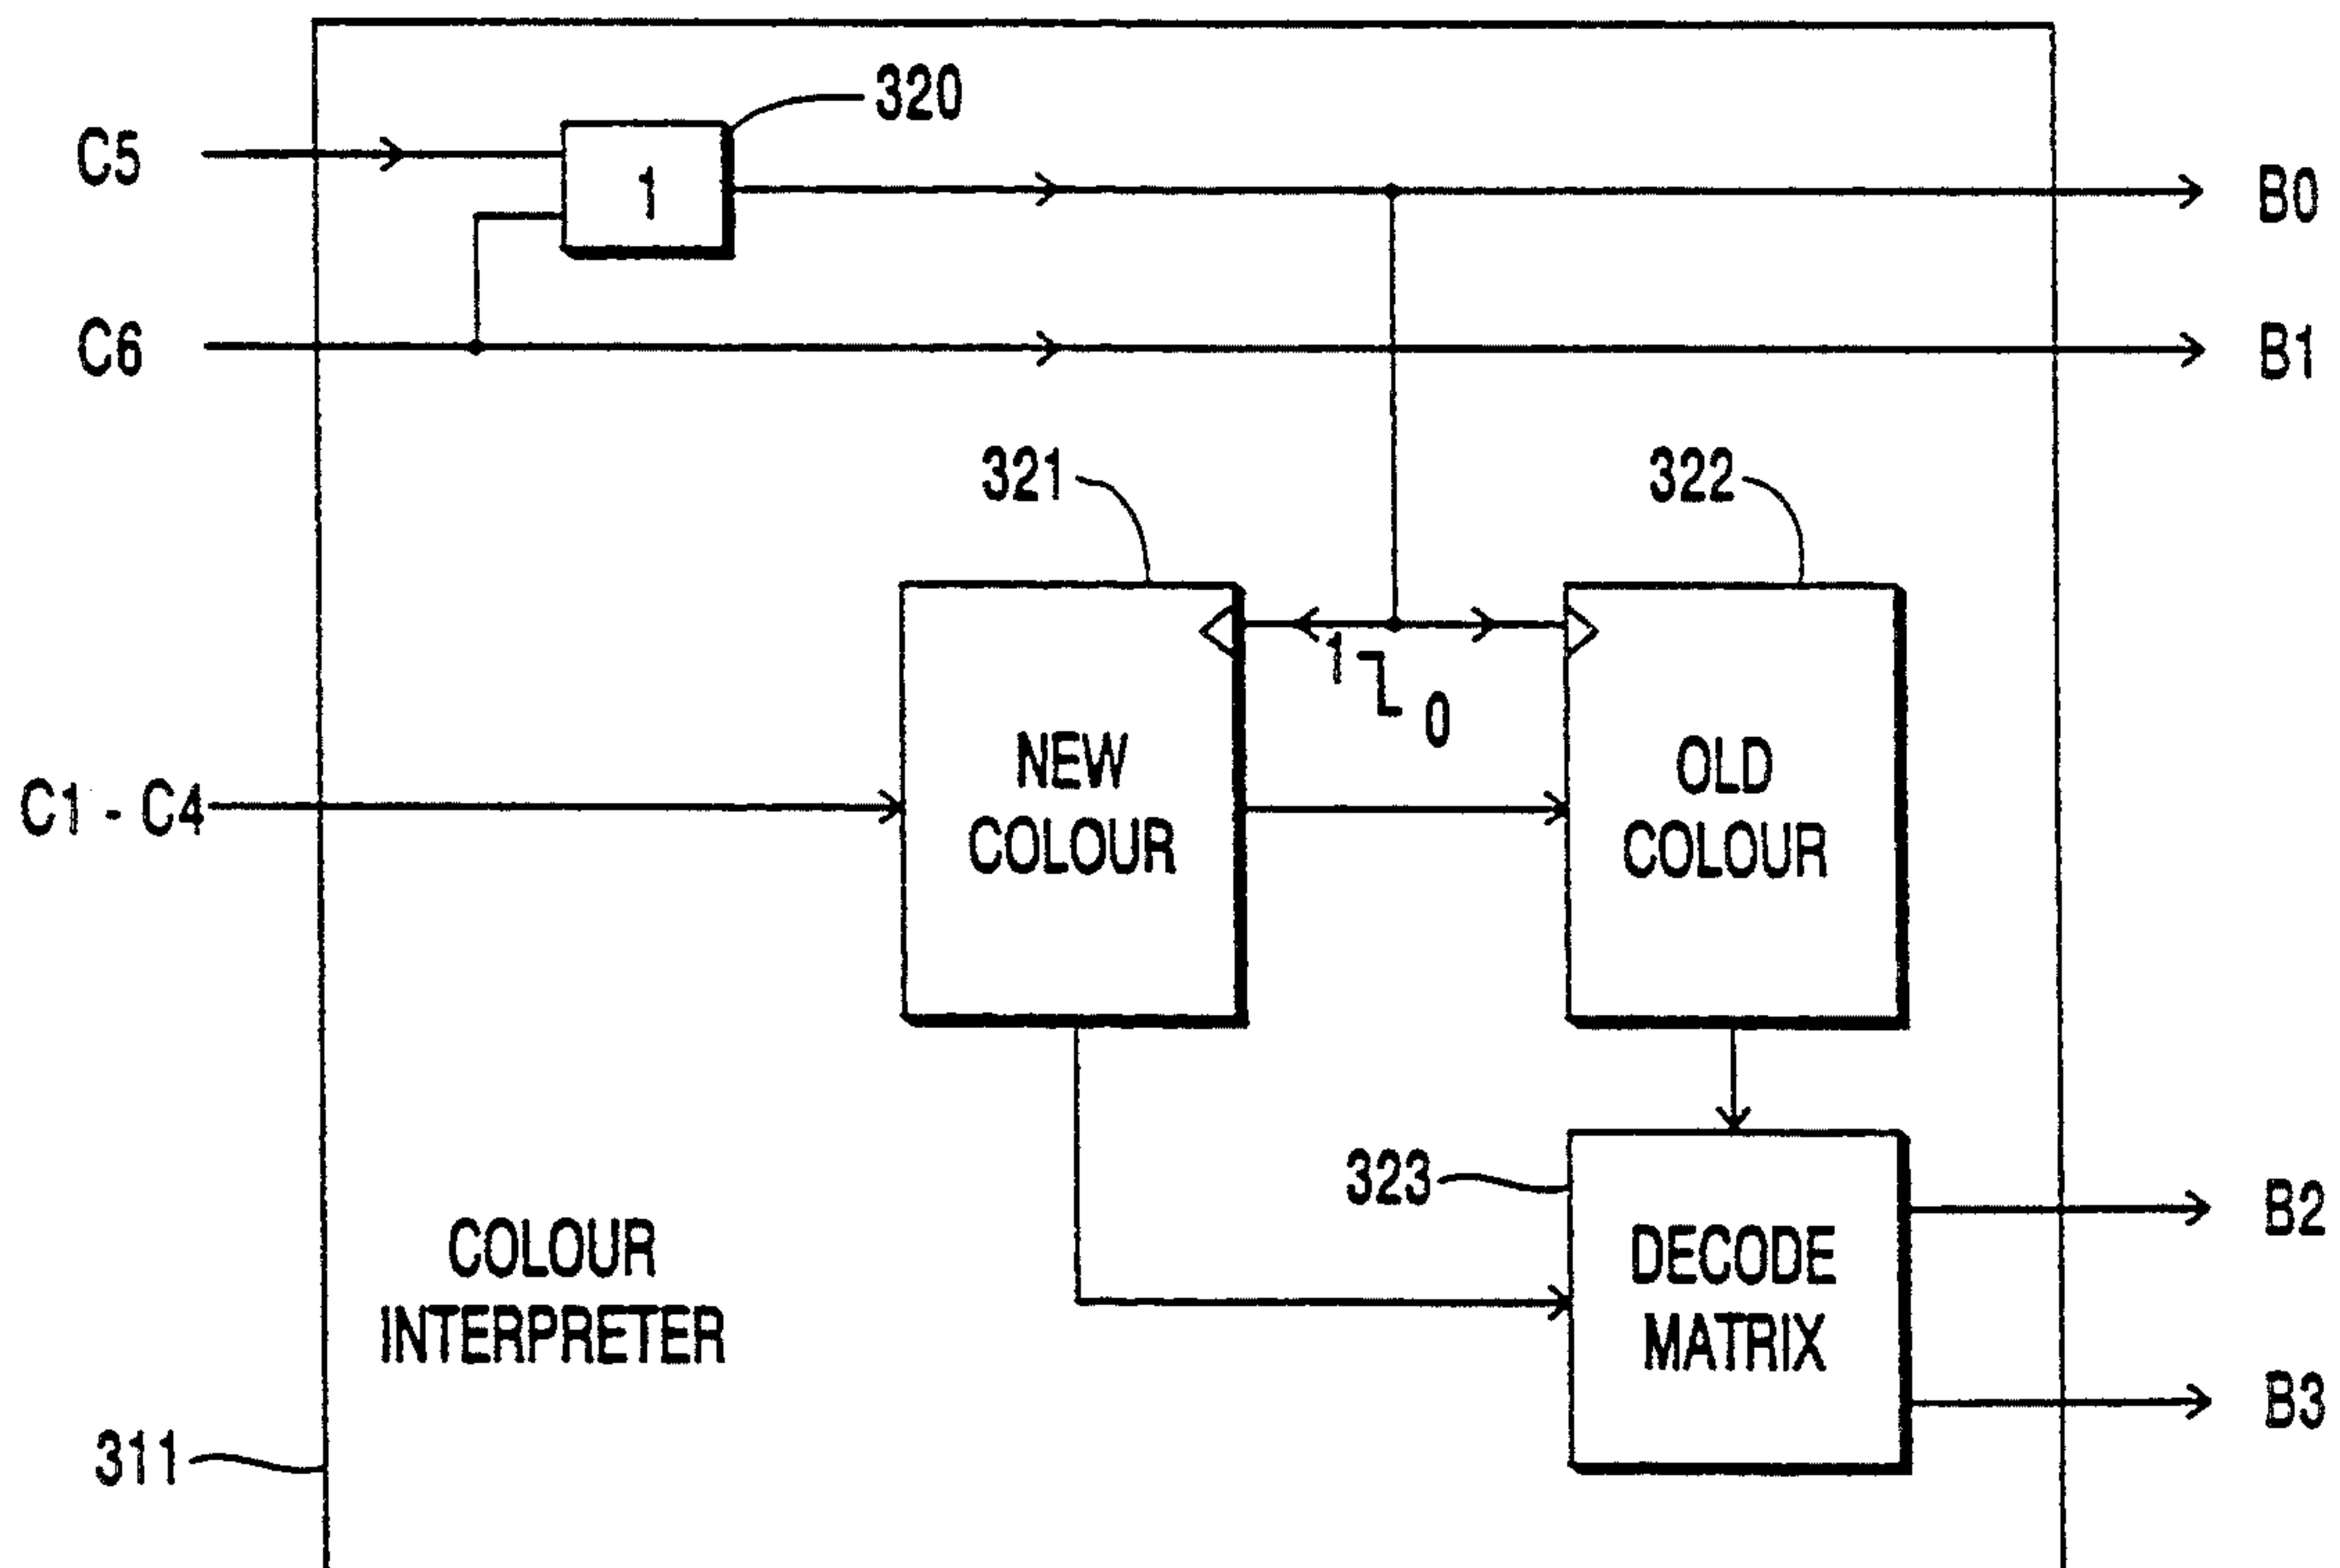 320
C5
1
B0
C6
B1
321
322
1
0
NEW
COLOUR
OLD
COLOUR
C1 - C4
323
DECODE
MATRIX
B2
COLOUR
INTERPRETER
B3
311